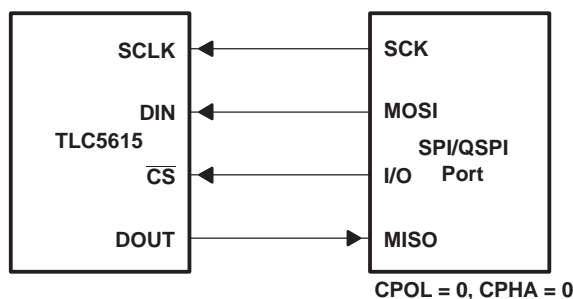 SCLK
DIN
TLC5615
CS
DOUT
SCK
MOSI
SPI/QSPI
I/O Port
MISO
CPOL = 0, CPHA = 0